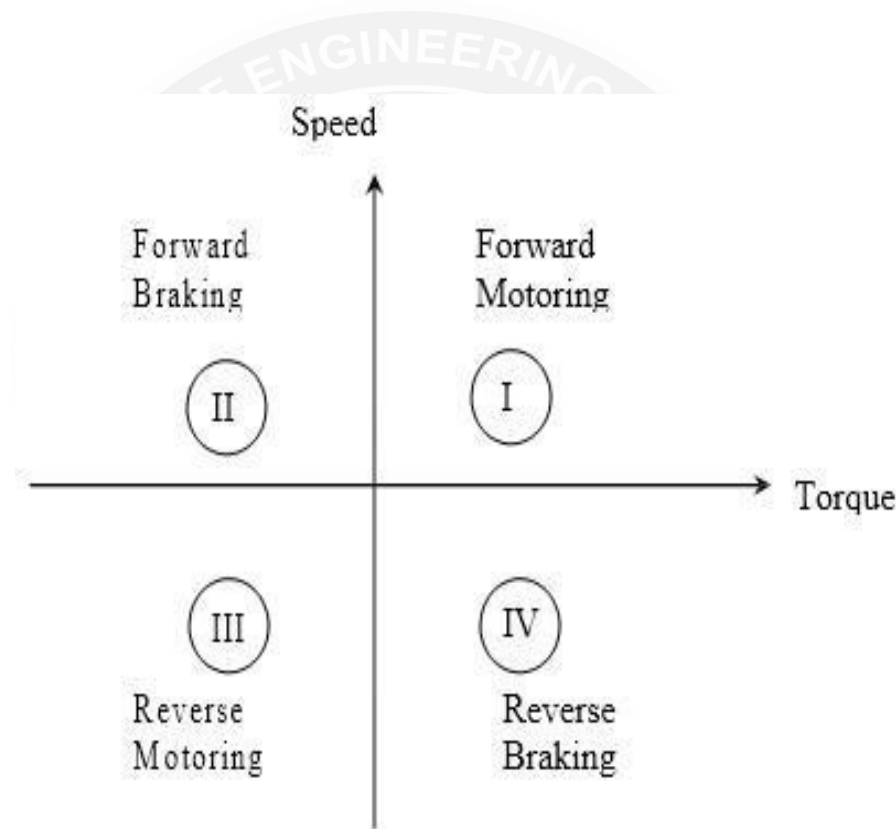 E ENGINEERING
Speed
Forward
Braking
Forward
Motoring
II
I
Torque
III
IV
Reverse
Motoring
Reverse
Braking